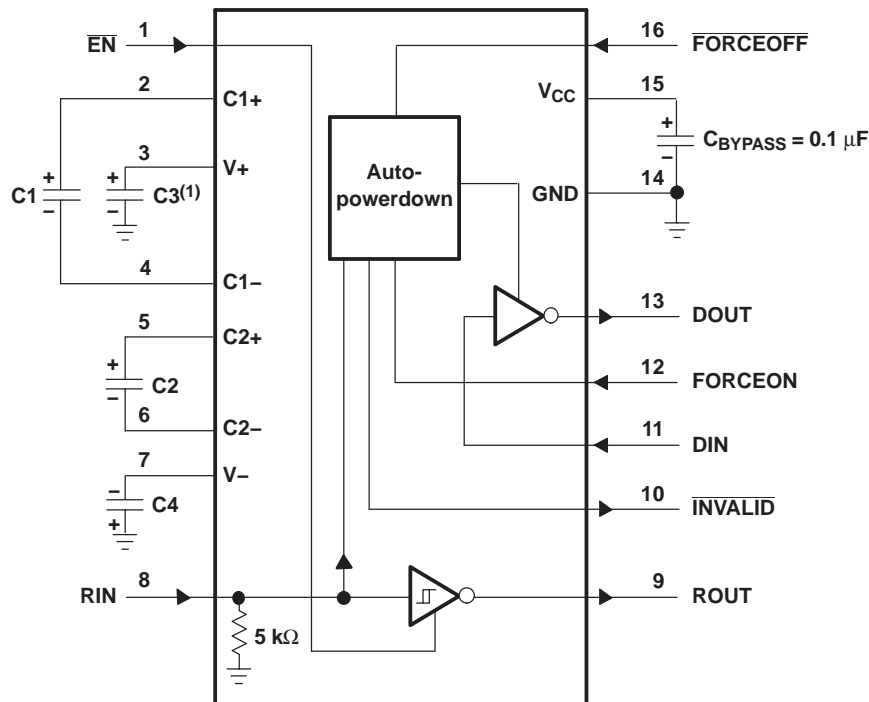 EN
1
16
FORCEOFF
2
C1+
15
VCC
CBYPASS = 0.1 μF
+
−
3
V+
C1
+
−
+
−
C3(1)
Auto-
powerdown
14
GND
4
C1−
13
DOUT
5
C2+
12
FORCEON
+
−
C2
6
C2−
11
DIN
7
V−
10
INVALID
−
+
C4
RIN
8
9
ROUT
5 kΩ